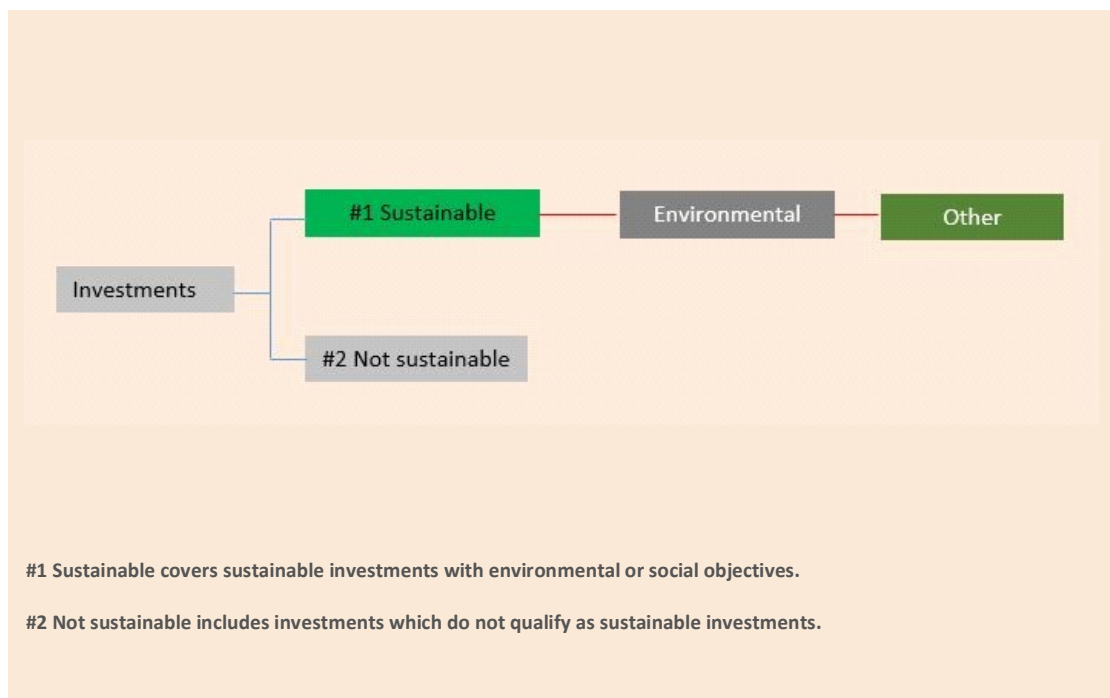 #1 Sustainable
Environmental
Other
Investments
#2 Not sustainable
#1 Sustainable covers sustainable investments with environmental or social objectives.
#2 Not sustainable includes investments which do not qualify as sustainable investments.